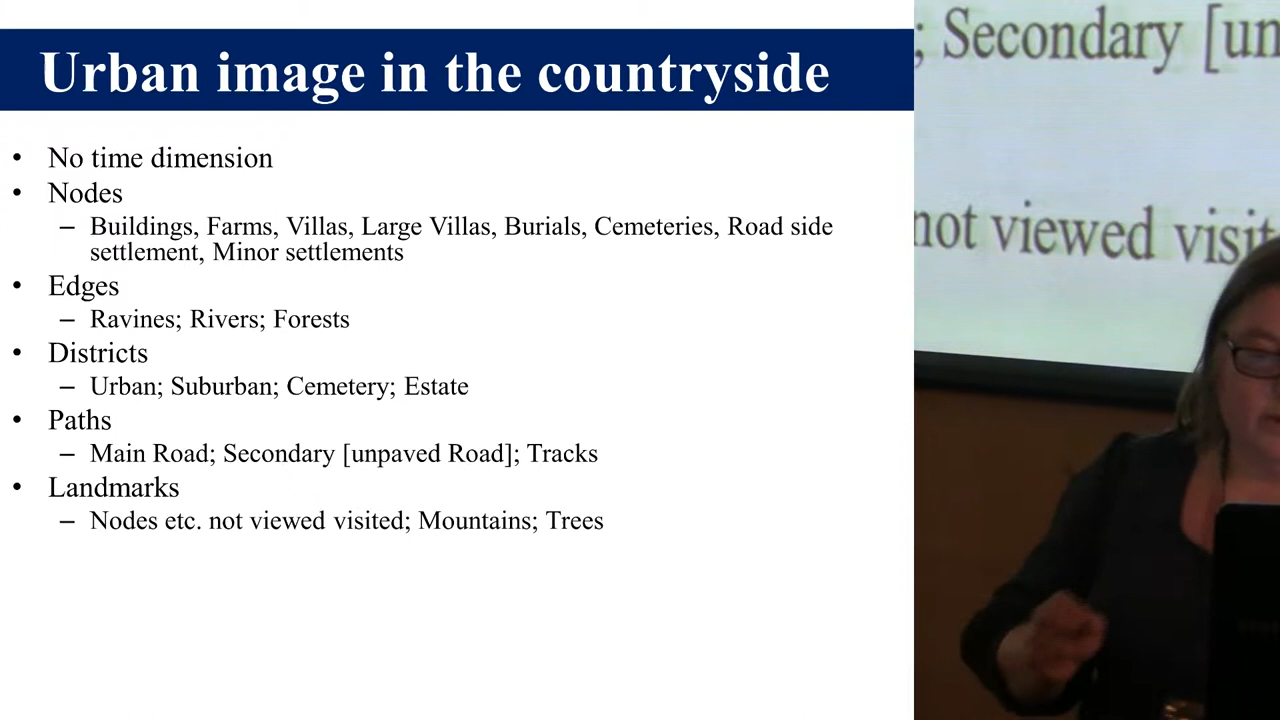 Urban image in the countryside
• No time dimension
• Nodes
– Buildings, Farms, Villas, Large Villas, Burials, Cemeteries, Road side
settlement, Minor settlements
• Edges
– Ravines; Rivers; Forests
• Districts
– Urban; Suburban; Cemetery; Estate
• Paths
– Main Road; Secondary [unpaved Road]; Tracks
• Landmarks
– Nodes etc. not viewed visited; Mountains; Trees
; Secondary [un
not viewed visit